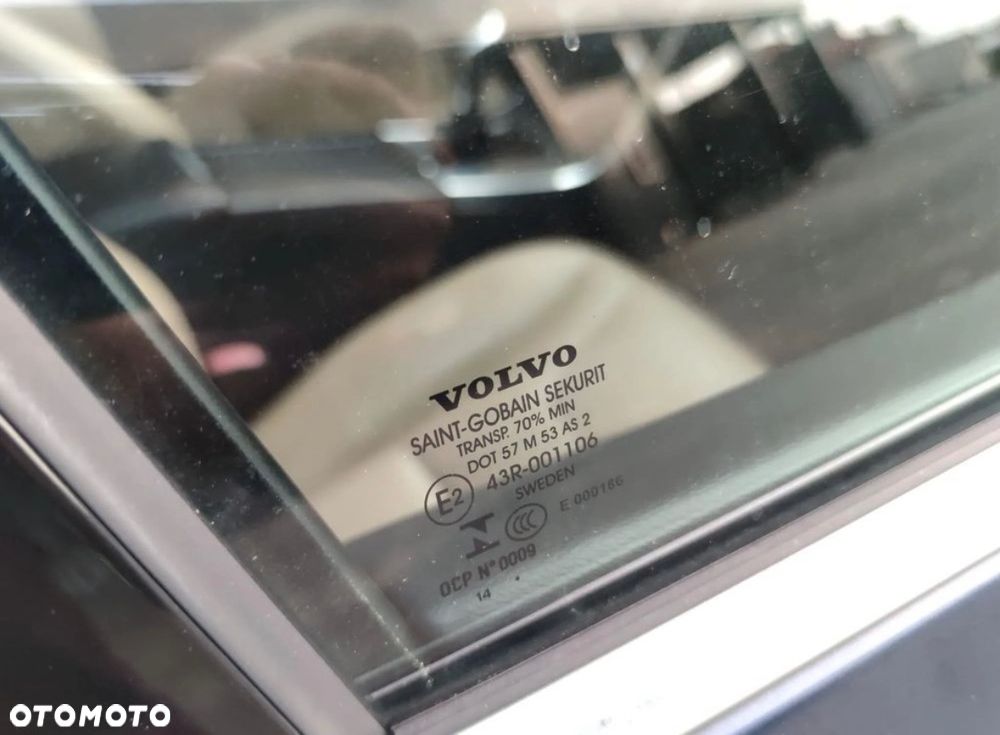 VOLVO
SAINT-GOBAIN SEKURIT
TRANSP. 70% MIN
DOT 57 M 53 AS 2
E2 43R-001106
SWEDEN
CCC E 000166
OCP N° 0009
14
OTOMOTO